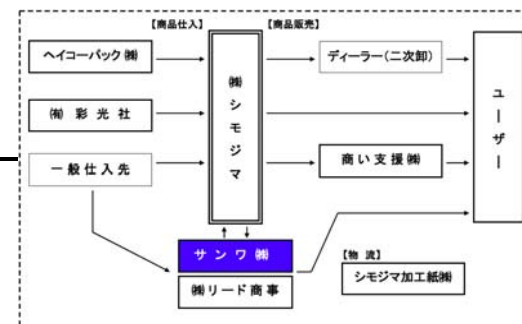 【商品仕入】 【商品販売】
ヘイコーパック㈱
㈲彩光社
一般仕入先
㈱シモジマ
サンワ㈱
㈱リード商事
ディーラー(二次卸)
商い支援㈱
【物流】
シモジマ加工紙㈱
ユーザー